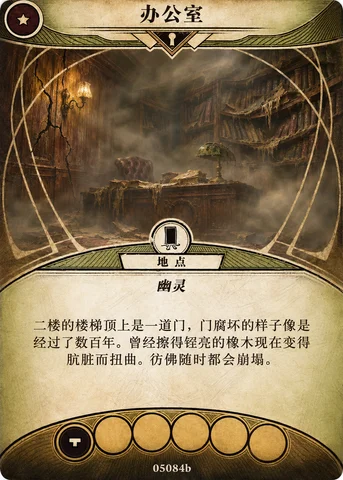 办公室
地点
幽灵
二楼的楼梯顶上是一道门，门腐坏的样子像是
经过了数百年。曾经擦得铚亮的橡木现在变得
肮脏而扭曲。彷佛随时都会崩塌。
05084b